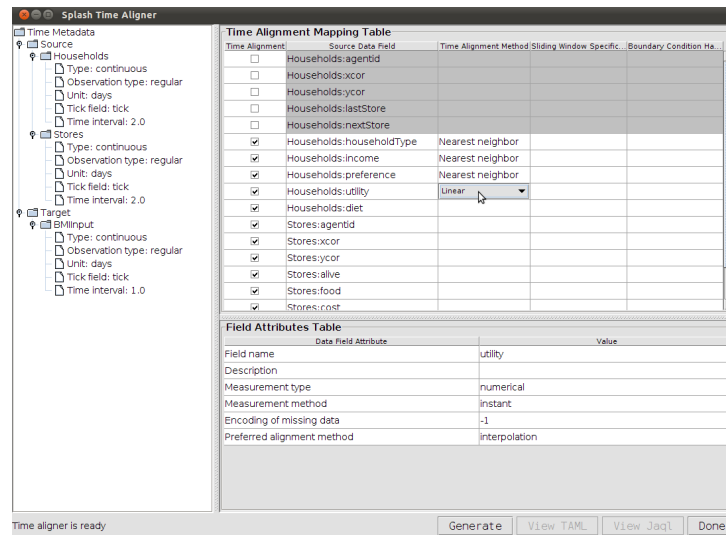 Splash Time Aligner
Time Metadata
Source
Households
Type: continuous
Observation type: regular
Unit: days
Tick field: tick
Time interval: 2.0
Stores
Type: continuous
Observation type: regular
Unit: days
Tick field: tick
Time interval: 2.0
Target
BMIInput
Type: continuous
Observation type: regular
Unit: days
Tick field: tick
Time interval: 1.0
Time Alignment Mapping Table
Time Alignment Source Data Field Time Alignment Method Sliding Window Specific... Boundary Condition Ha...
Households:agentid
Households:xcor
Households:ycor
Households:lastStore
Households:nextStore
Households:householdType Nearest neighbor
Households:income Nearest neighbor
Households:preference Nearest neighbor
Households:utility Linear
Households:diet
Stores:agentid
Stores:xcor
Stores:ycor
Stores:alive
Stores:food
Stores:cost
Field Attributes Table
Data Field Attribute Value
Field name utility
Description
Measurement type numerical
Measurement method instant
Encoding of missing data -1
Preferred alignment method interpolation
Time aligner is ready Generate View TAML View Jaql Done